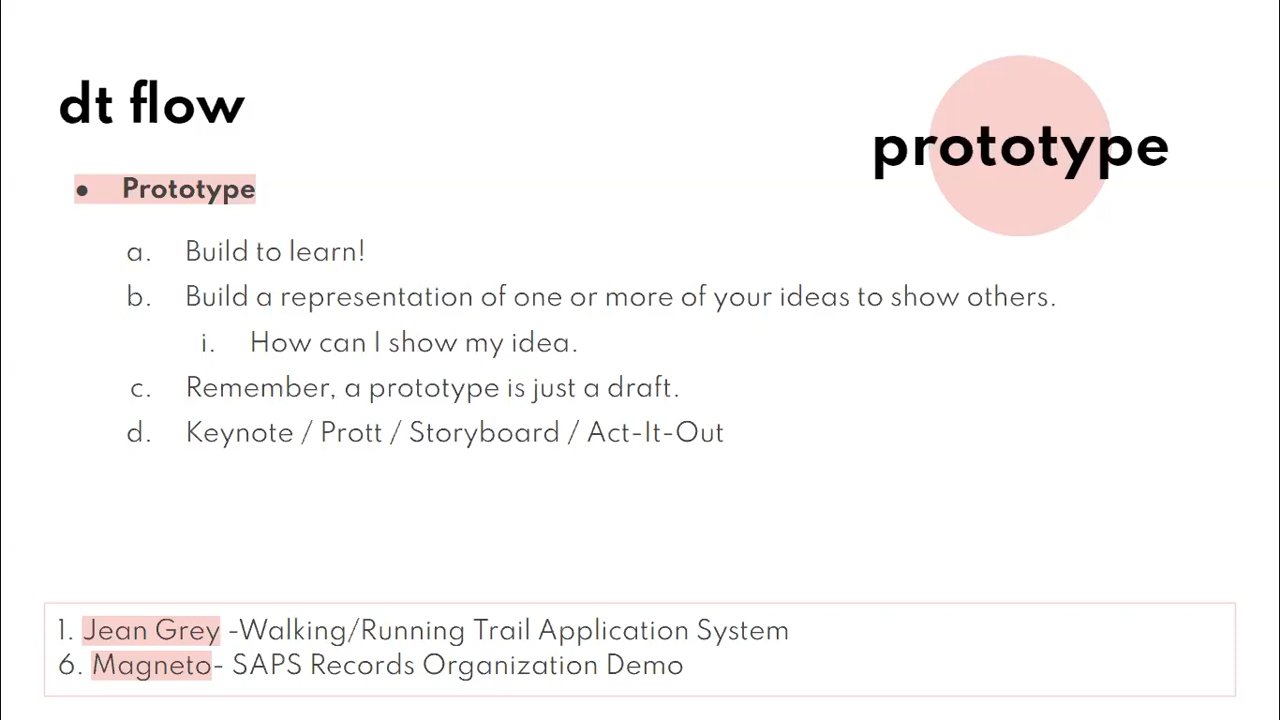 dt flow
prototype
● Prototype
a. Build to learn!
b. Build a representation of one or more of your ideas to show others.
i. How can I show my idea.
c. Remember, a prototype is just a draft.
d. Keynote / Prott / Storyboard / Act-It-Out
1. Jean Grey -Walking/Running Trail Application System
6. Magneto- SAPS Records Organization Demo